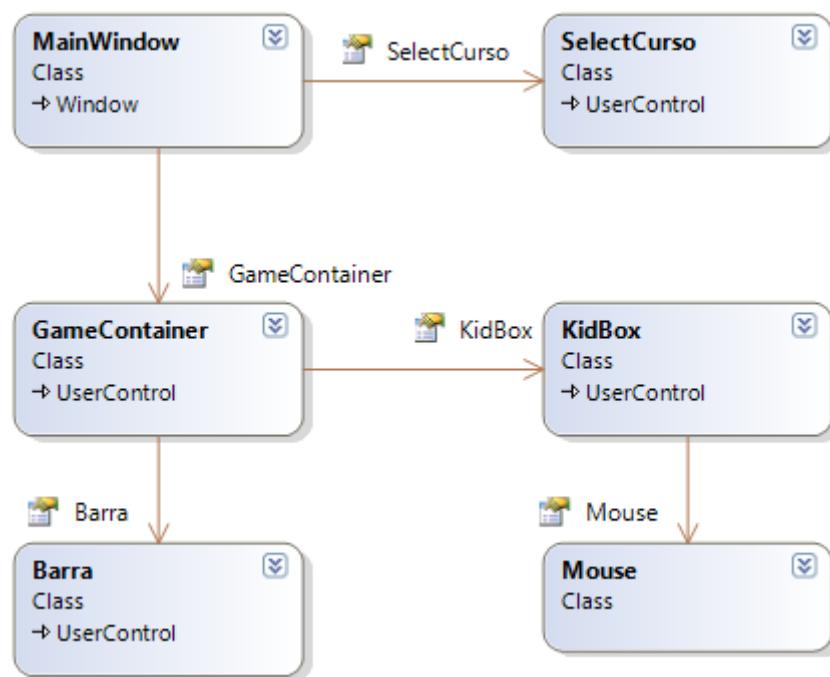 MainWindow
Class
Window
SelectCurso
SelectCurso
Class
UserControl
GameContainer
GameContainer
Class
UserControl
KidBox
KidBox
Class
UserControl
Barra
Barra
Class
UserControl
Mouse
Mouse
Class